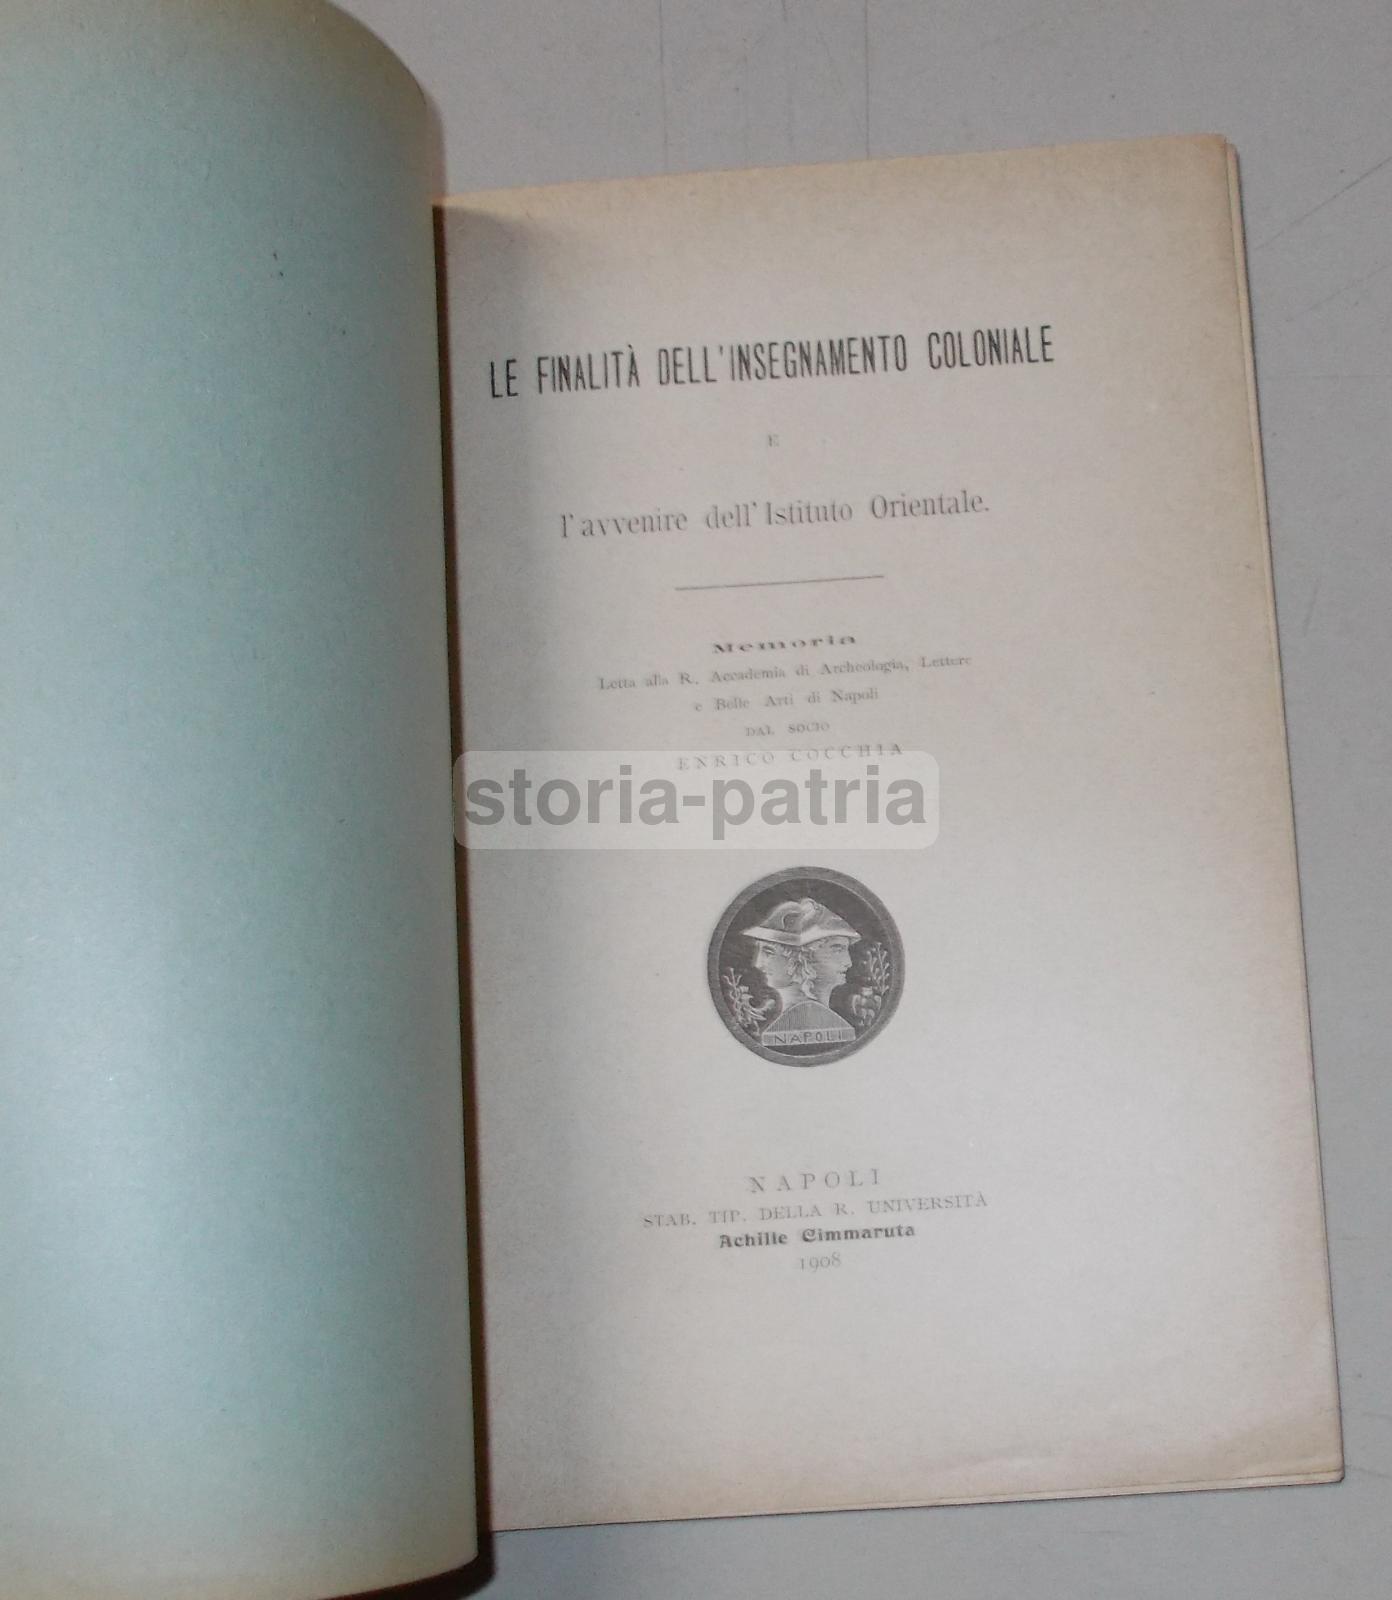 LE FINALITÀ DELL'INSEGNAMENTO COLONIALE
E
l'avvenire dell'Istituto Orientale.
Memoria
Letta alla R. Accademia di Archeologia, Lettere
e Belle Arti di Napoli
DAL SOCIO
ENRICO COCCHIA
storia-patria
NAPOLI
NAPOLI
STAB. TIP. DELLA R. UNIVERSITÀ
Achille Cimmaruta
1908